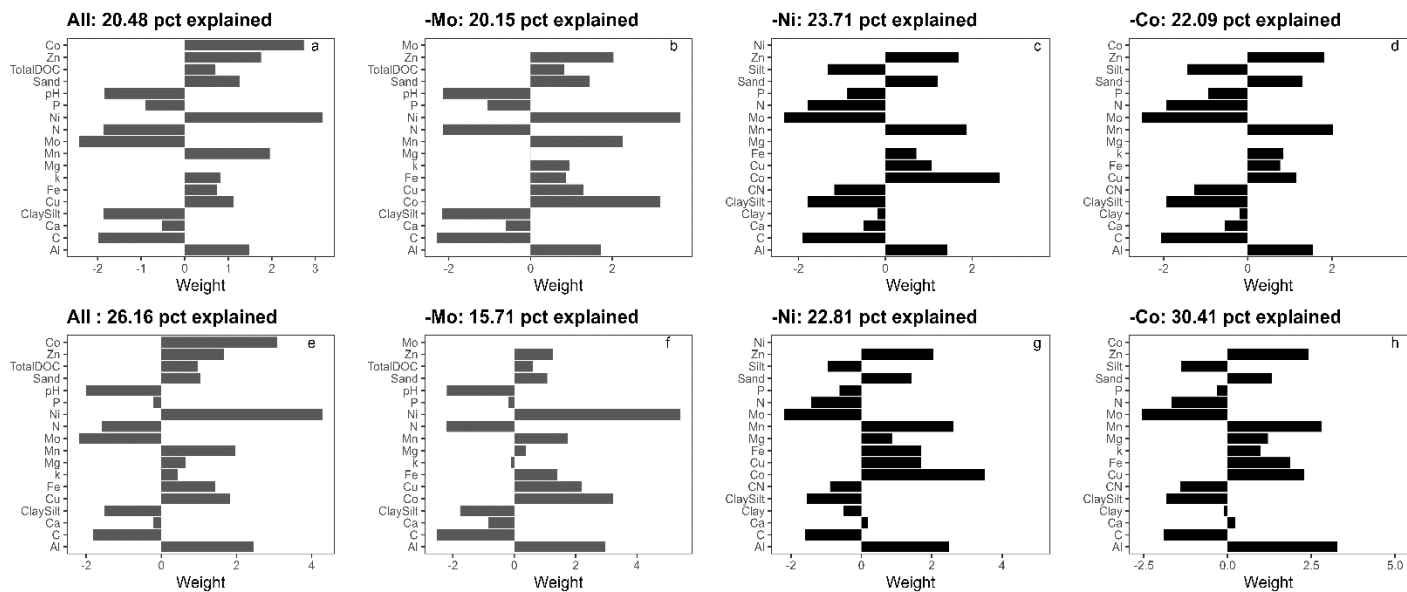 All: 20.48 pct explained
a
Co
Zn
TotalDOC
Sand
pH
P
Ni
N
Mo
Mn
Mg
k
Fe
Cu
ClaySilt
Ca
C
Al
-2 -1 0 1 2 3
Weight
-Mo: 20.15 pct explained
b
Mo
Zn
TotalDOC
Sand
pH
P
Ni
N
Mn
Mg
k
Fe
Cu
Co
ClaySilt
Ca
C
Al
-2 0 2
Weight
-Ni: 23.71 pct explained
c
Ni
Zn
Silt
Sand
P
N
Mo
Mn
Mg
Fe
Cu
Co
CN
ClaySilt
Clay
Ca
C
Al
-2 0 2
Weight
-Co: 22.09 pct explained
d
Co
Zn
Silt
Sand
P
N
Mo
Mn
Mg
k
Fe
Cu
CN
ClaySilt
Clay
Ca
C
Al
-2 0 2
Weight
All : 26.16 pct explained
e
Co
Zn
TotalDOC
Sand
pH
P
Ni
N
Mo
Mn
Mg
k
Fe
Cu
ClaySilt
Ca
C
Al
-2 0 2 4
Weight
-Mo: 15.71 pct explained
f
Mo
Zn
TotalDOC
Sand
pH
P
Ni
N
Mn
Mg
k
Fe
Cu
Co
ClaySilt
Ca
C
Al
-2 0 2 4
Weight
-Ni: 22.81 pct explained
g
Ni
Zn
Silt
Sand
P
N
Mo
Mn
Mg
Fe
Cu
Co
CN
ClaySilt
Clay
Ca
C
Al
-2 0 2 4
Weight
-Co: 30.41 pct explained
h
Co
Zn
Silt
Sand
P
N
Mo
Mn
Mg
k
Fe
Cu
CN
ClaySilt
Clay
Ca
C
Al
-2.5 0.0 2.5 5.0
Weight